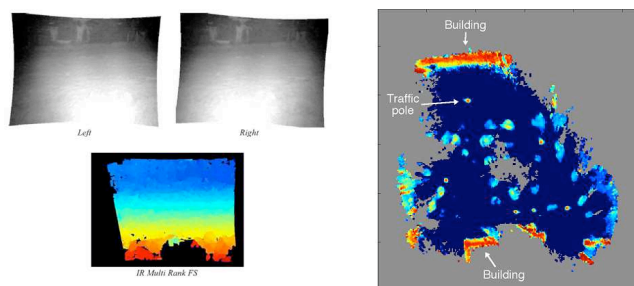 Left
Right
IR Multi Rank FS
Building
Traffic
pole
Building